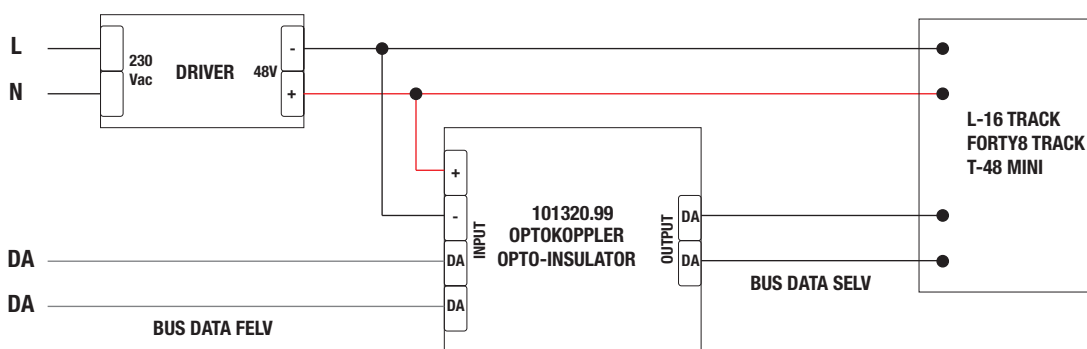 L
N
230
Vac
DRIVER
48V
-
+
L-16 TRACK
FORTY8 TRACK
T-48 MINI
+
-
DA
DA
INPUT
101320.99
OPTOKOPPLER
OPTO-INSULATOR
OUTPUT
DA
DA
DA
DA
BUS DATA FELV
BUS DATA SELV